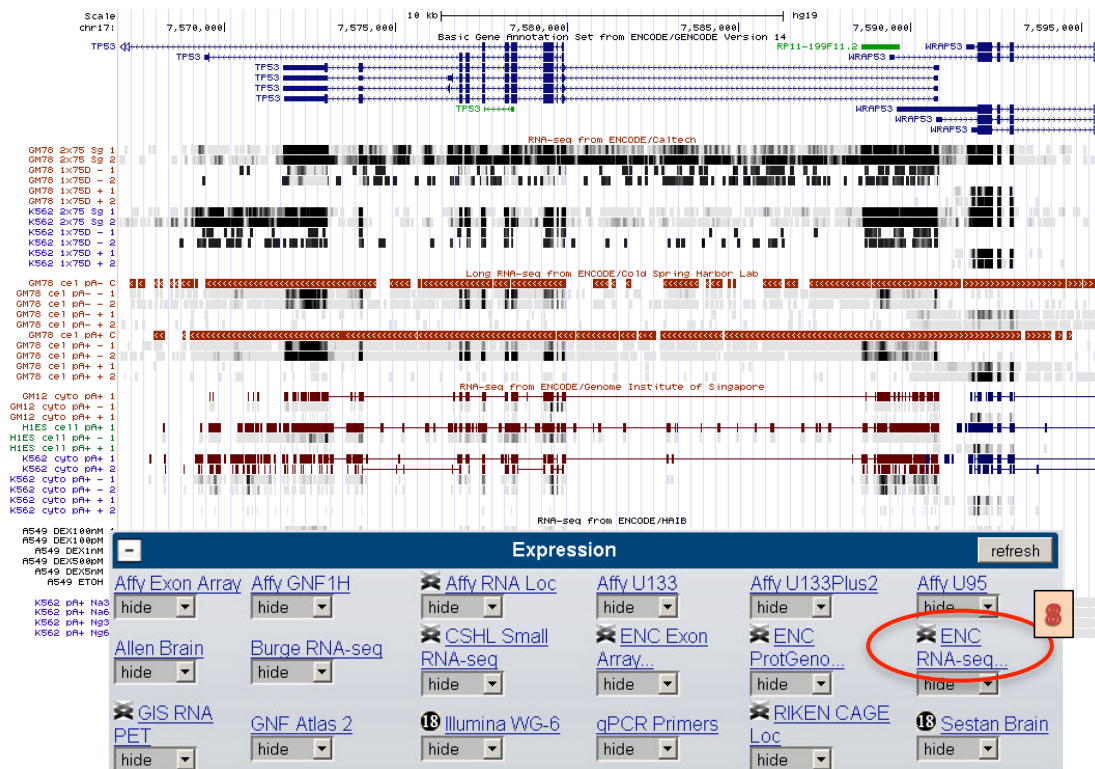 Scale 10 kb hg19
chr17: 7,570,000 7,575,000 7,580,000 7,585,000 7,590,000 7,595,000
Basic Gene Annotation Set from ENCODE/GENCODE Version 14
TP53 RP11-199F11.2 WRAP53
TP53 WRAP53
TP53
TP53
TP53
TP53
TP53 WRAP53
WRAP53
WRAP53
RNA-seq from ENCODE/Caltech
GM78 2x75 Sg 1
GM78 2x75 Sg 2
GM78 1x75D - 1
GM78 1x75D - 2
GM78 1x75D + 1
GM78 1x75D + 2
K562 2x75 Sg 1
K562 2x75 Sg 2
K562 1x75D - 1
K562 1x75D - 2
K562 1x75D + 1
K562 1x75D + 2
Long RNA-seq from ENCODE/Cold Spring Harbor Lab
GM78 cel pA- C
GM78 cel pA- - 1
GM78 cel pA- - 2
GM78 cel pA- + 1
GM78 cel pA- + 2
GM78 cel pA+ C
GM78 cel pA+ - 1
GM78 cel pA+ - 2
GM78 cel pA+ + 1
GM78 cel pA+ + 2
RNA-seq from ENCODE/Genome Institute of Singapore
GM12 cyto pA+ 1
GM12 cyto pA+ - 1
GM12 cyto pA+ + 1
H1ES cell pA+ 1
H1ES cell pA+ - 1
H1ES cell pA+ + 1
K562 cyto pA+ 1
K562 cyto pA+ 2
K562 cyto pA+ - 1
K562 cyto pA+ - 2
K562 cyto pA+ + 1
K562 cyto pA+ + 2
RNA-seq from ENCODE/HAIB
A549 DEX100nM 1
A549 DEX100pM
A549 DEX1nM
A549 DEX500pM
A549 DEX5nM
A549 ETOH
K562 pA+ Na3
K562 pA+ Na6
K562 pA+ Ng3
K562 pA+ Ng6
- Expression refresh
Affy Exon Array Affy GNF1H Affy RNA Loc Affy U133 Affy U133Plus2 Affy U95
hide hide hide hide hide hide
8
Allen Brain Burge RNA-seq CSHL Small RNA-seq ENC Exon Array... ENC ProtGeno... ENC RNA-seq...
hide hide hide hide hide hide
GIS RNA PET GNF Atlas 2 18 Illumina WG-6 qPCR Primers RIKEN CAGE Loc 18 Sestan Brain
hide hide hide hide hide hide